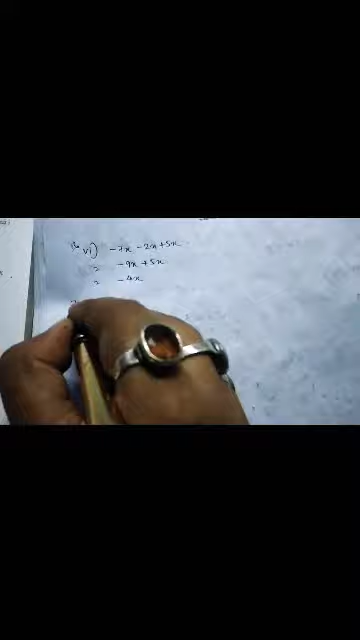 vi) -7x - 2x + 5x
= -9x + 5x
= -4x